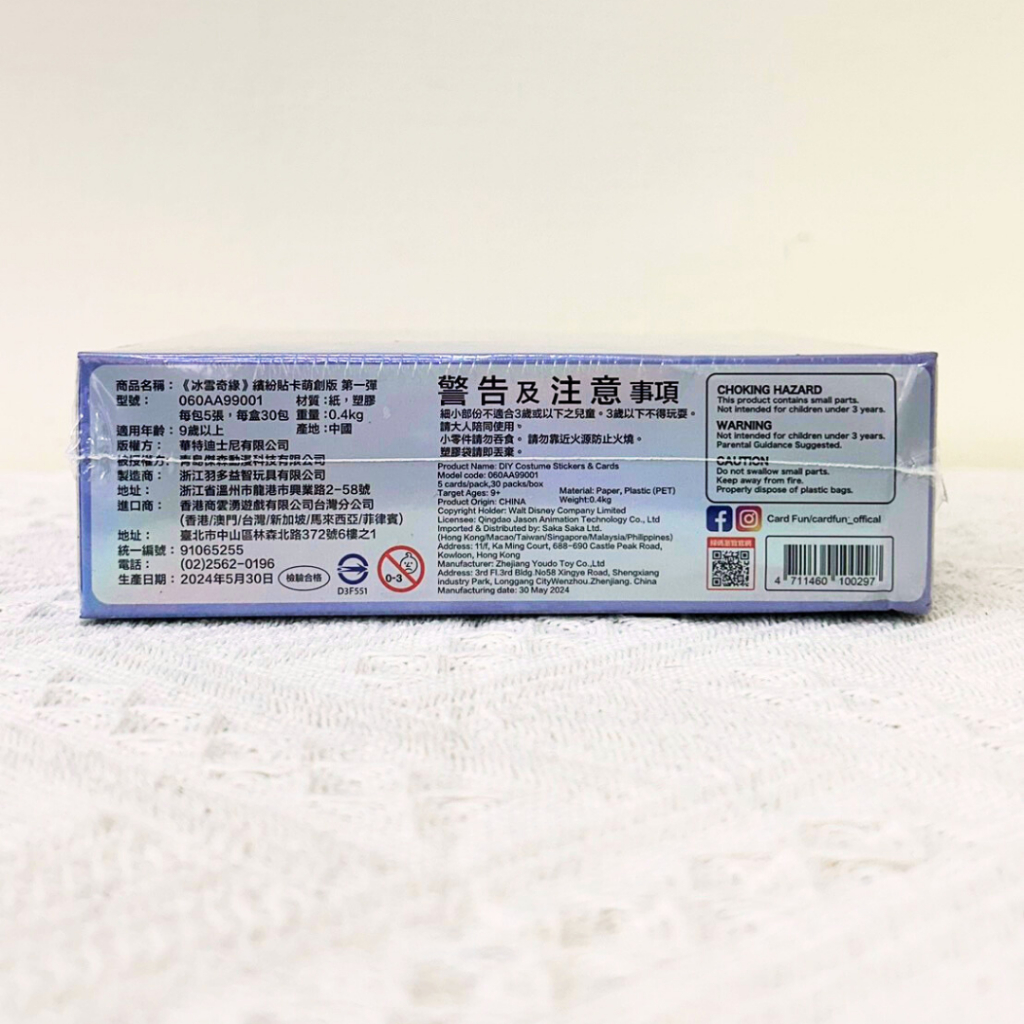 商品名稱：《冰雪奇緣》繽紛貼卡萌創版 第一彈
型號： 060AA99001 材質：紙，塑膠
每包5張，每盒30包 重量：0.4kg
適用年齡：9歲以上 產地：中國
版權方： 華特迪士尼有限公司
被授權方：青島傑森動漫科技有限公司
製造商： 浙江羽多益智玩具有限公司
地址： 浙江省溫州市龍港市興業路2-58號
進口商： 香港商雲湧遊戲有限公司台灣分公司
(香港/澳門/台灣/新加坡/馬來西亞/菲律賓)
地址： 臺北市中山區林森北路372號6樓之1
統一編號：91065255
電話： (02)2562-0196
生產日期：2024年5月30日
檢驗合格
D3F551
0-3
警告及注意事項
細小部份不適合3歲或以下之兒童。3歲以下不得玩耍。
請大人陪同使用。
小零件請勿吞食。 請勿靠近火源防止火燒。
塑膠袋請即丟棄。
Product Name: DIY Costume Stickers & Cards
Model code: 060AA99001
5 cards/pack,30 packs/box
Target Ages: 9+ Material: Paper, Plastic (PET)
Product Origin: CHINA Weight:0.4kg
Copyright Holder: Walt Disney Company Limited
Licensee: Qingdao Jason Animation Technology Co., Ltd
Imported & Distributed by: Saka Saka Ltd.
(Hong Kong/Macao/Taiwan/Singapore/Malaysia/Philippines)
Address: 11/f, Ka Ming Court, 688-690 Castle Peak Road,
Kowloon, Hong Kong
Manufacturer: Zhejiang Youdo Toy Co.,Ltd
Address: 3rd Fl.3rd Bldg.No58 Xingye Road, Shengxiang
Industry Park, Longgang CityWenzhou.Zhenjiang. China
Manufacturing date: 30 May 2024
CHOKING HAZARD
This product contains small parts.
Not intended for children under 3 years.
WARNING
Not intended for children under 3 years.
Parental Guidance Suggested.
CAUTION
Do not swallow small parts.
Keep away from fire.
Properly dispose of plastic bags.
Card Fun/cardfun_offical
4 711460 100297